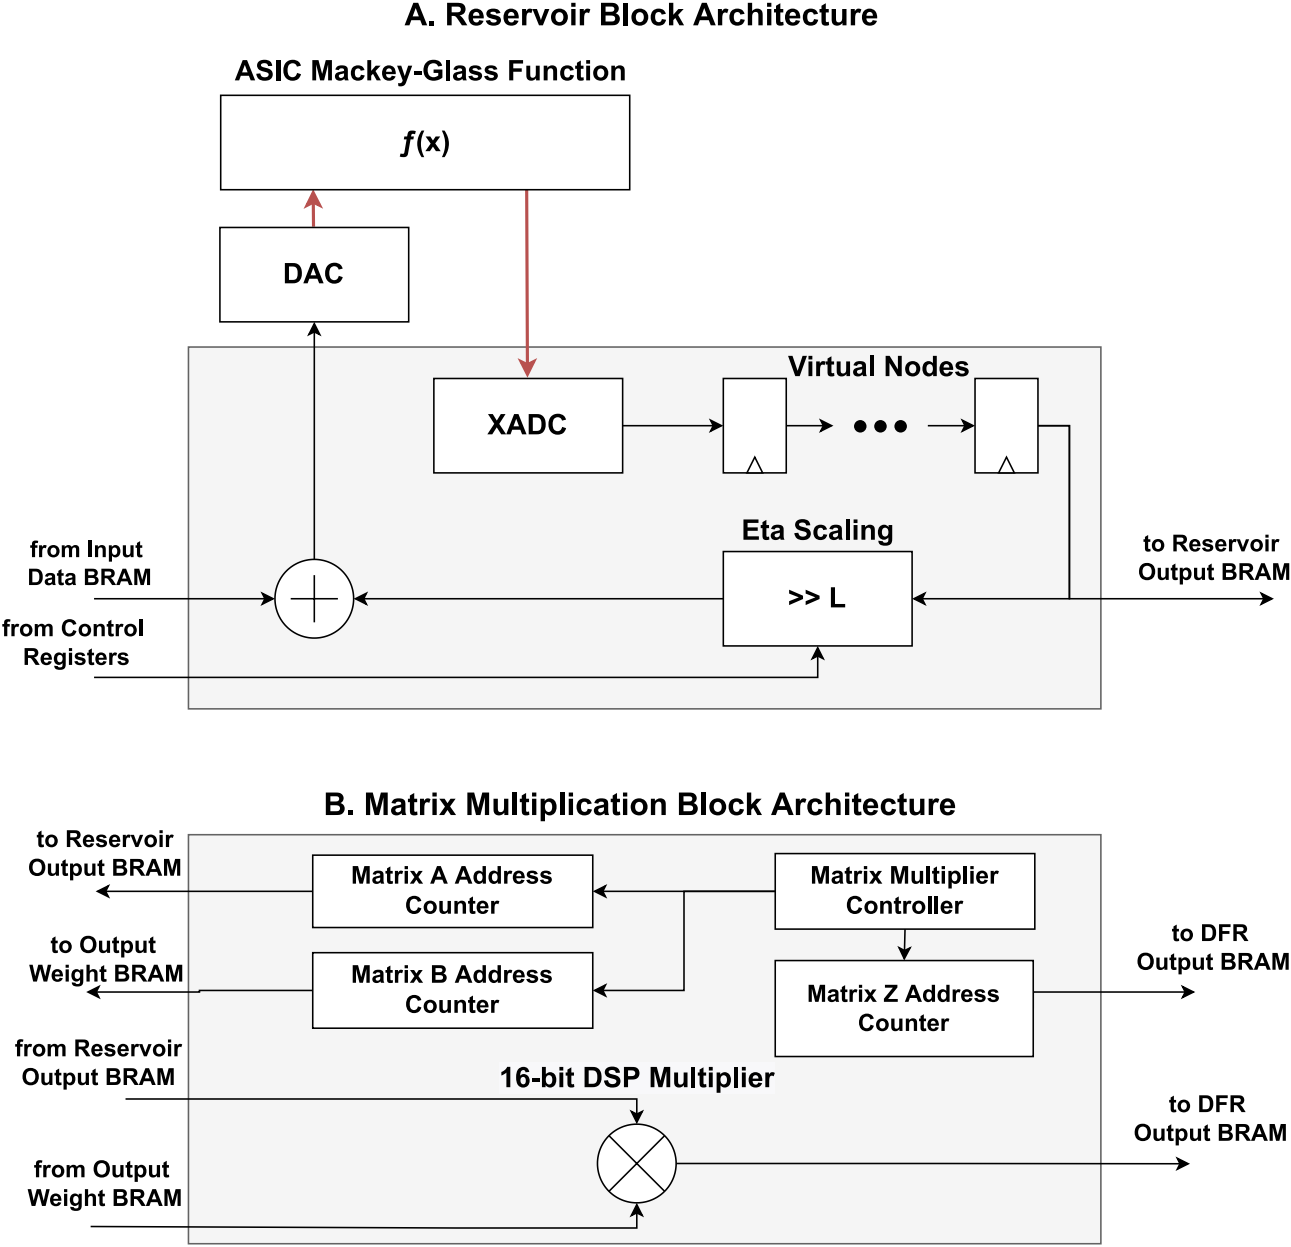 A. Reservoir Block Architecture
ASIC Mackey-Glass Function
ƒ(x)
DAC
Virtual Nodes
XADC
Eta Scaling
>> L
from Input
Data BRAM
from Control
Registers
to Reservoir
Output BRAM
B. Matrix Multiplication Block Architecture
to Reservoir
Output BRAM
Matrix A Address
Counter
Matrix Multiplier
Controller
to Output
Weight BRAM
Matrix B Address
Counter
Matrix Z Address
Counter
to DFR
Output BRAM
from Reservoir
Output BRAM
16-bit DSP Multiplier
to DFR
Output BRAM
from Output
Weight BRAM